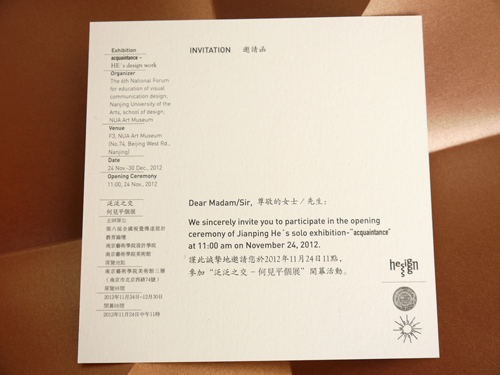 Exhibition
acquaintance –
HE´s design work
Organizer
The 6th National Forum
for education of visual
communication design,
Nanjing University of the
Arts, school of design;
NUA Art Museum
Venue
F3, NUA Art Museum
(No.74, Beijing West Rd.,
Nanjing)
Date
24 Nov.-30 Dec., 2012
Opening Ceremony
11:00, 24 Nov., 2012
泛泛之交
何見平個展
主辦單位
第六屆全國視覺傳達設計
教育論壇
南京藝術學院設計學院
南京藝術學院美術館
展覽地點
南京藝術學院美術館三樓
（南京市北京西路74號）
展覽時間
2012年11月24日-12月30日
開幕時間
2012年11月24日中午11時
INVITATION 邀請函
Dear Madam/Sir, 尊敬的女士／先生：
We sincerely invite you to participate in the opening
ceremony of Jianping He´s solo exhibition-"acquaintance"
at 11:00 am on November 24, 2012.
謹此誠摯地邀請您於2012年11月24日11點，
參加“泛泛之交－何見平個展”開幕活動。
hesign